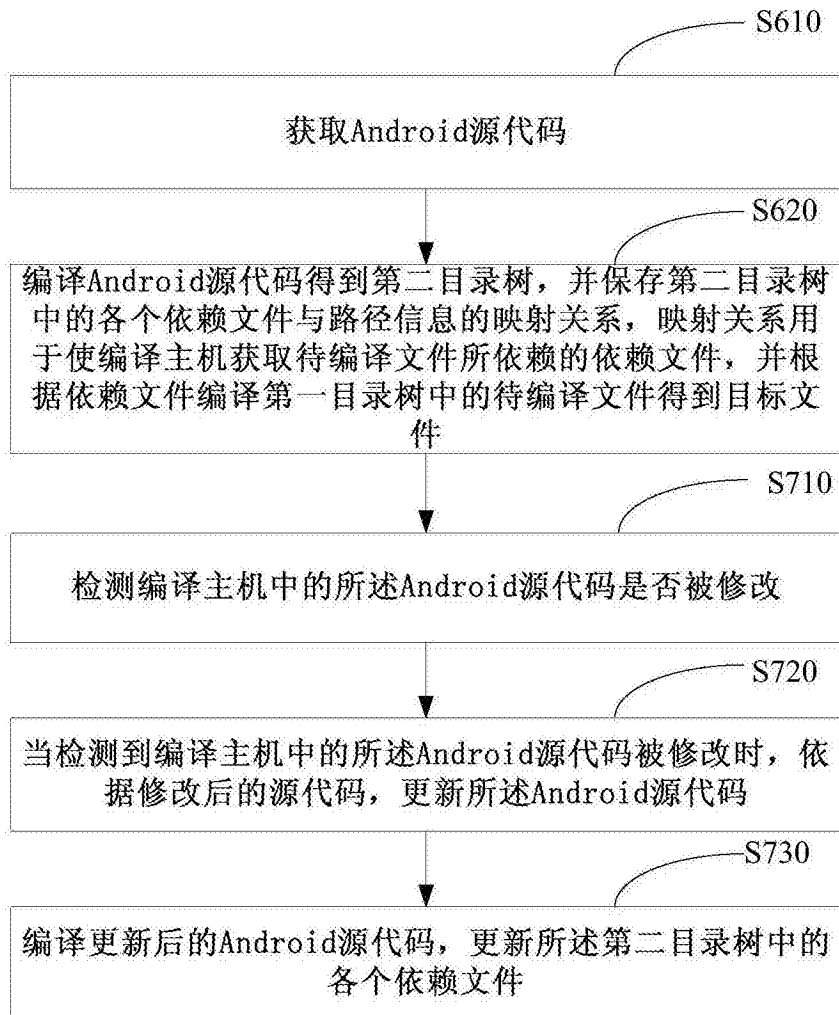 S610
获取Android源代码
S620
编译Android源代码得到第二目录树，并保存第二目录树
中的各个依赖文件与路径信息的映射关系，映射关系用
于使编译主机获取待编译文件所依赖的依赖文件，并根
据依赖文件编译第一目录树中的待编译文件得到目标文
件
S710
检测编译主机中的所述Android源代码是否被修改
S720
当检测到编译主机中的所述Android源代码被修改时，依
据修改后的源代码，更新所述Android源代码
S730
编译更新后的Android源代码，更新所述第二目录树中的
各个依赖文件